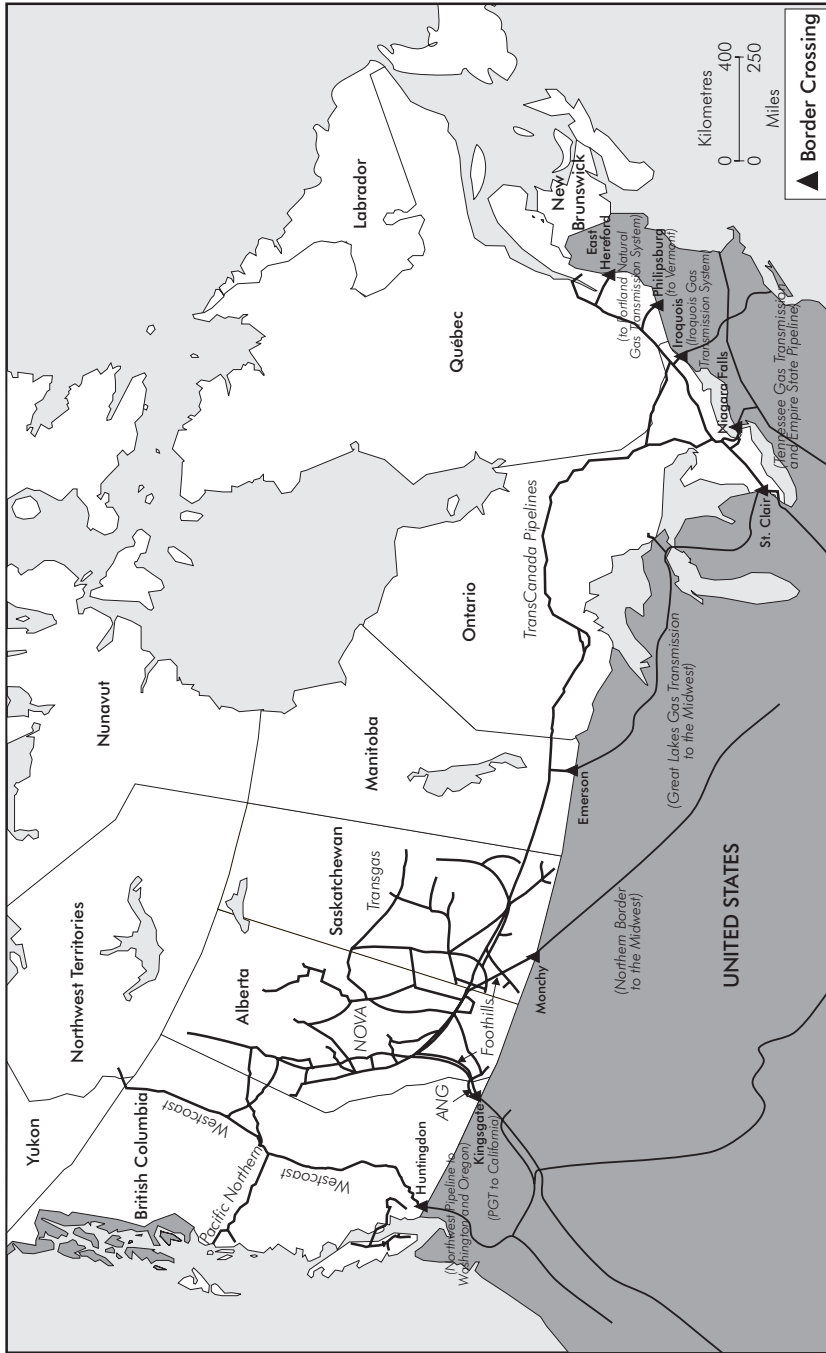 Yukon
Northwest Territories
Nunavut
British Columbia
Alberta
Saskatchewan
Manitoba
Ontario
Québec
Labrador
New
Brunswick
Westcoast
Pacific Northern
Westcoast
NOVA
Transgas
Foothills
ANG
TransCanada Pipelines
Huntingdon
(Northwest Pipeline to
Washington and Oregon)
Kingsgate
(PGT to California)
Monchy
(Northern Border
to the Midwest)
Emerson
(Great Lakes Gas Transmission
to the Midwest)
St. Clair
Niagara Falls
(Tennessee Gas Transmission
and Empire State Pipeline)
Iroquois
(Iroquois Gas
Transmission System)
Philipsburg
(to Vermont)
East
Hereford
(to Portland Natural
Gas Transmission System)
UNITED STATES
Kilometres
0 400
0 250
Miles
Border Crossing